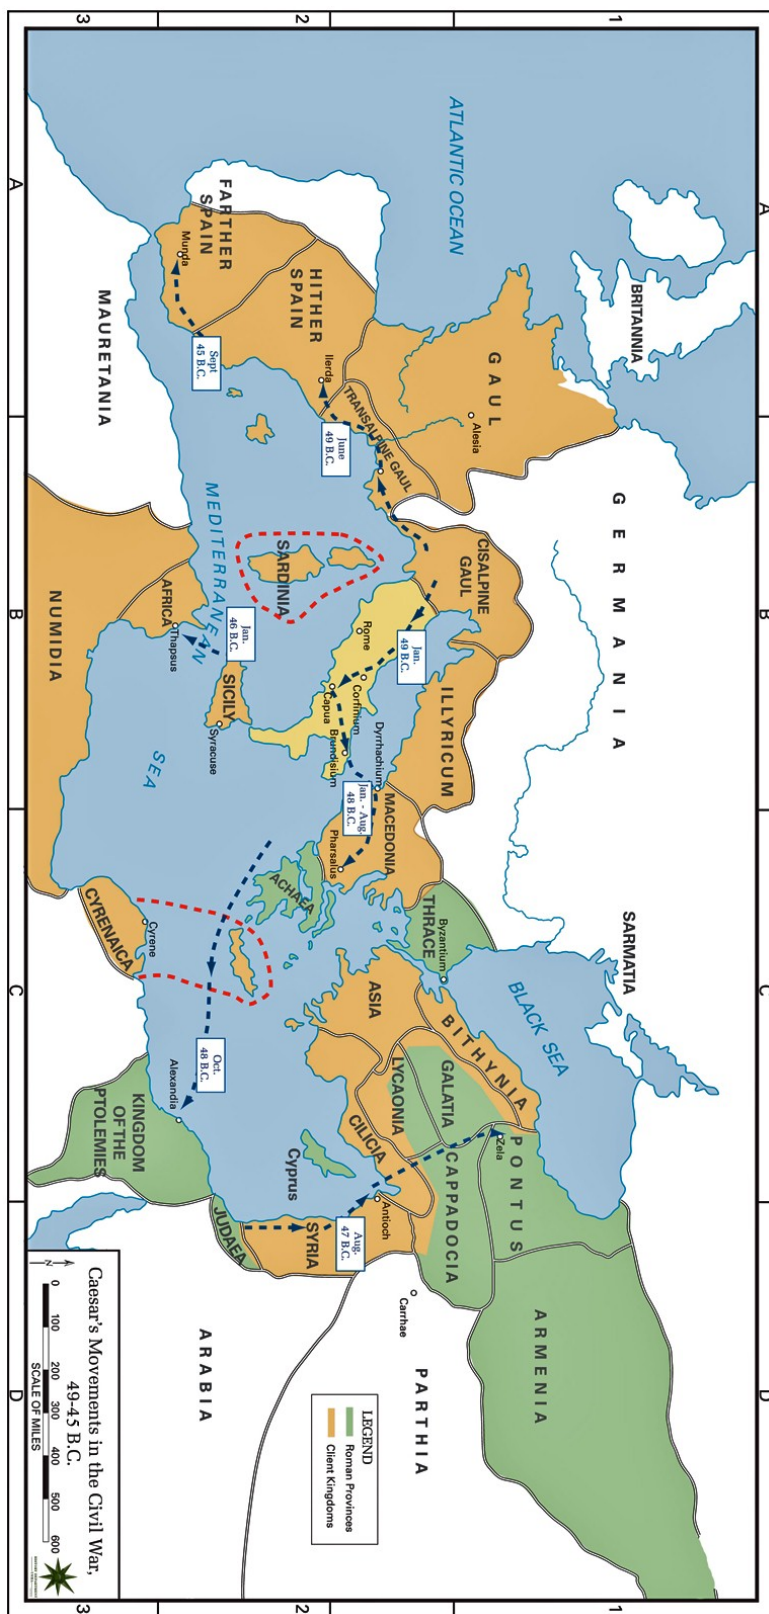 1
2
3
1
2
3
A
B
C
D
A
B
C
ATLANTIC OCEAN
BRITANNIA
GERMANIA
SARMATIA
GAUL
Alesia
TRANSALPINE GAUL
CISALPINE
GAUL
ILLYRICUM
HITHER
SPAIN
Ilerda
FARTHER
SPAIN
Munda
MAURETANIA
NUMIDIA
AFRICA
Thapsus
SARDINIA
MEDITERRANEAN
SEA
SICILY
Syracuse
Rome
Corfinium
Capua
Brundisium
Dyrrhachium
MACEDONIA
Pharsalus
ACHAEA
THRACE
Byzantium
BLACK SEA
ASIA
BITHYNIA
GALATIA
LYCAONIA
CILICIA
CAPPADOCIA
PONTUS
Zela
ARMENIA
Cyprus
SYRIA
Antioch
Carrhae
PARTHIA
ARABIA
JUDAEA
KINGDOM
OF THE
PTOLEMIES
Alexandia
CYRENAICA
Cyrene
Sept
45 B.C.
June
49 B.C.
Jan.
49 B.C.
Jan.
46 B.C.
Jan. - Aug.
48 B.C.
Oct.
48 B.C.
Aug.
47 B.C.
LEGEND
Roman Provinces
Client Kingdoms
Caesar's Movements in the Civil War,
49-45 B.C.
N
0 100 200 300 400 500 600
SCALE OF MILES